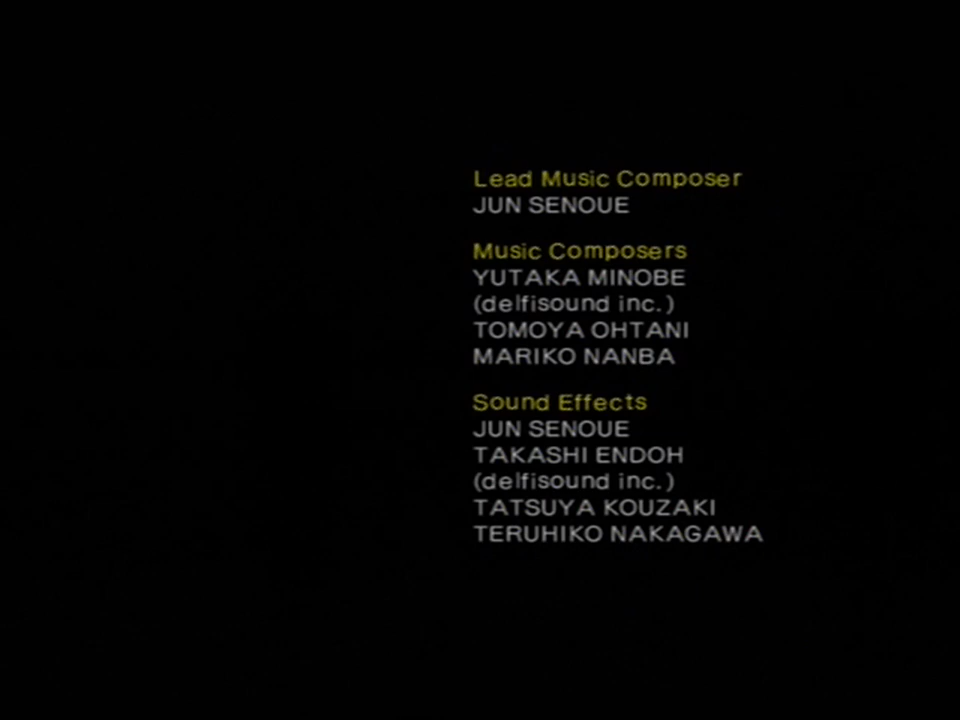 Lead Music Composer
JUN SENOUE
Music Composers
YUTAKA MINOBE
(delfisound inc.)
TOMOYA OHTANI
MARIKO NANBA
Sound Effects
JUN SENOUE
TAKASHI ENDOH
(delfisound inc.)
TATSUYA KOUZAKI
TERUHIKO NAKAGAWA